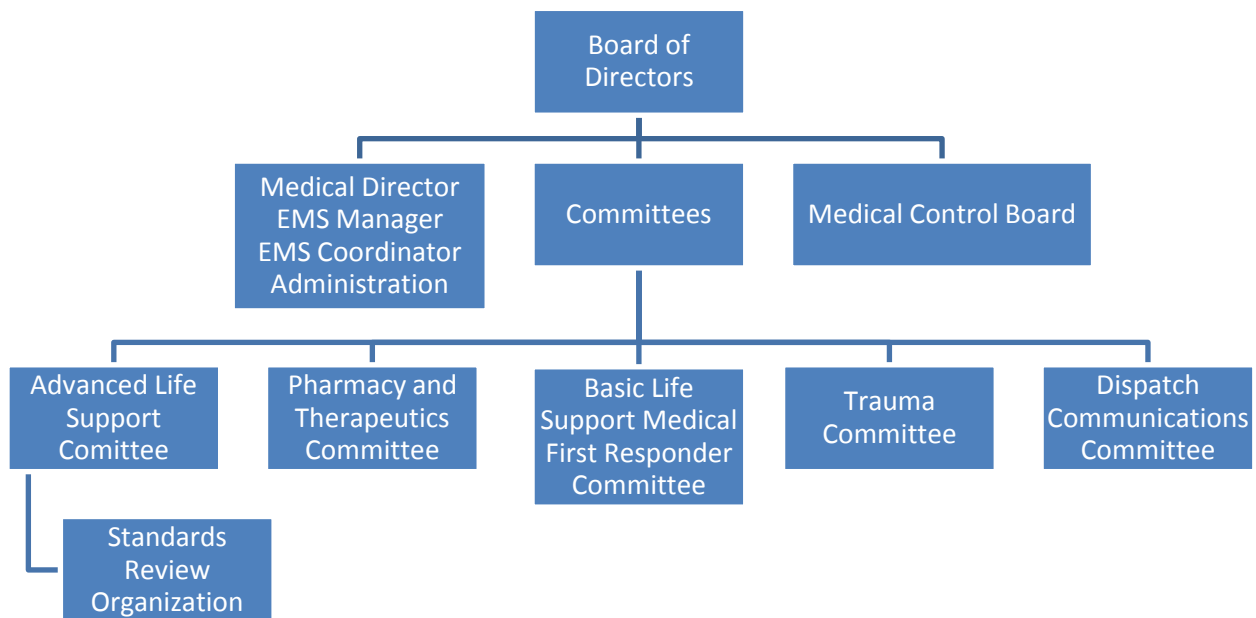 Board of
Directors
Medical Director
EMS Manager
EMS Coordinator
Administration
Committees
Medical Control Board
Advanced Life
Support
Comittee
Pharmacy and
Therapeutics
Committee
Basic Life
Support Medical
First Responder
Committee
Trauma
Committee
Dispatch
Communications
Committee
Standards
Review
Organization